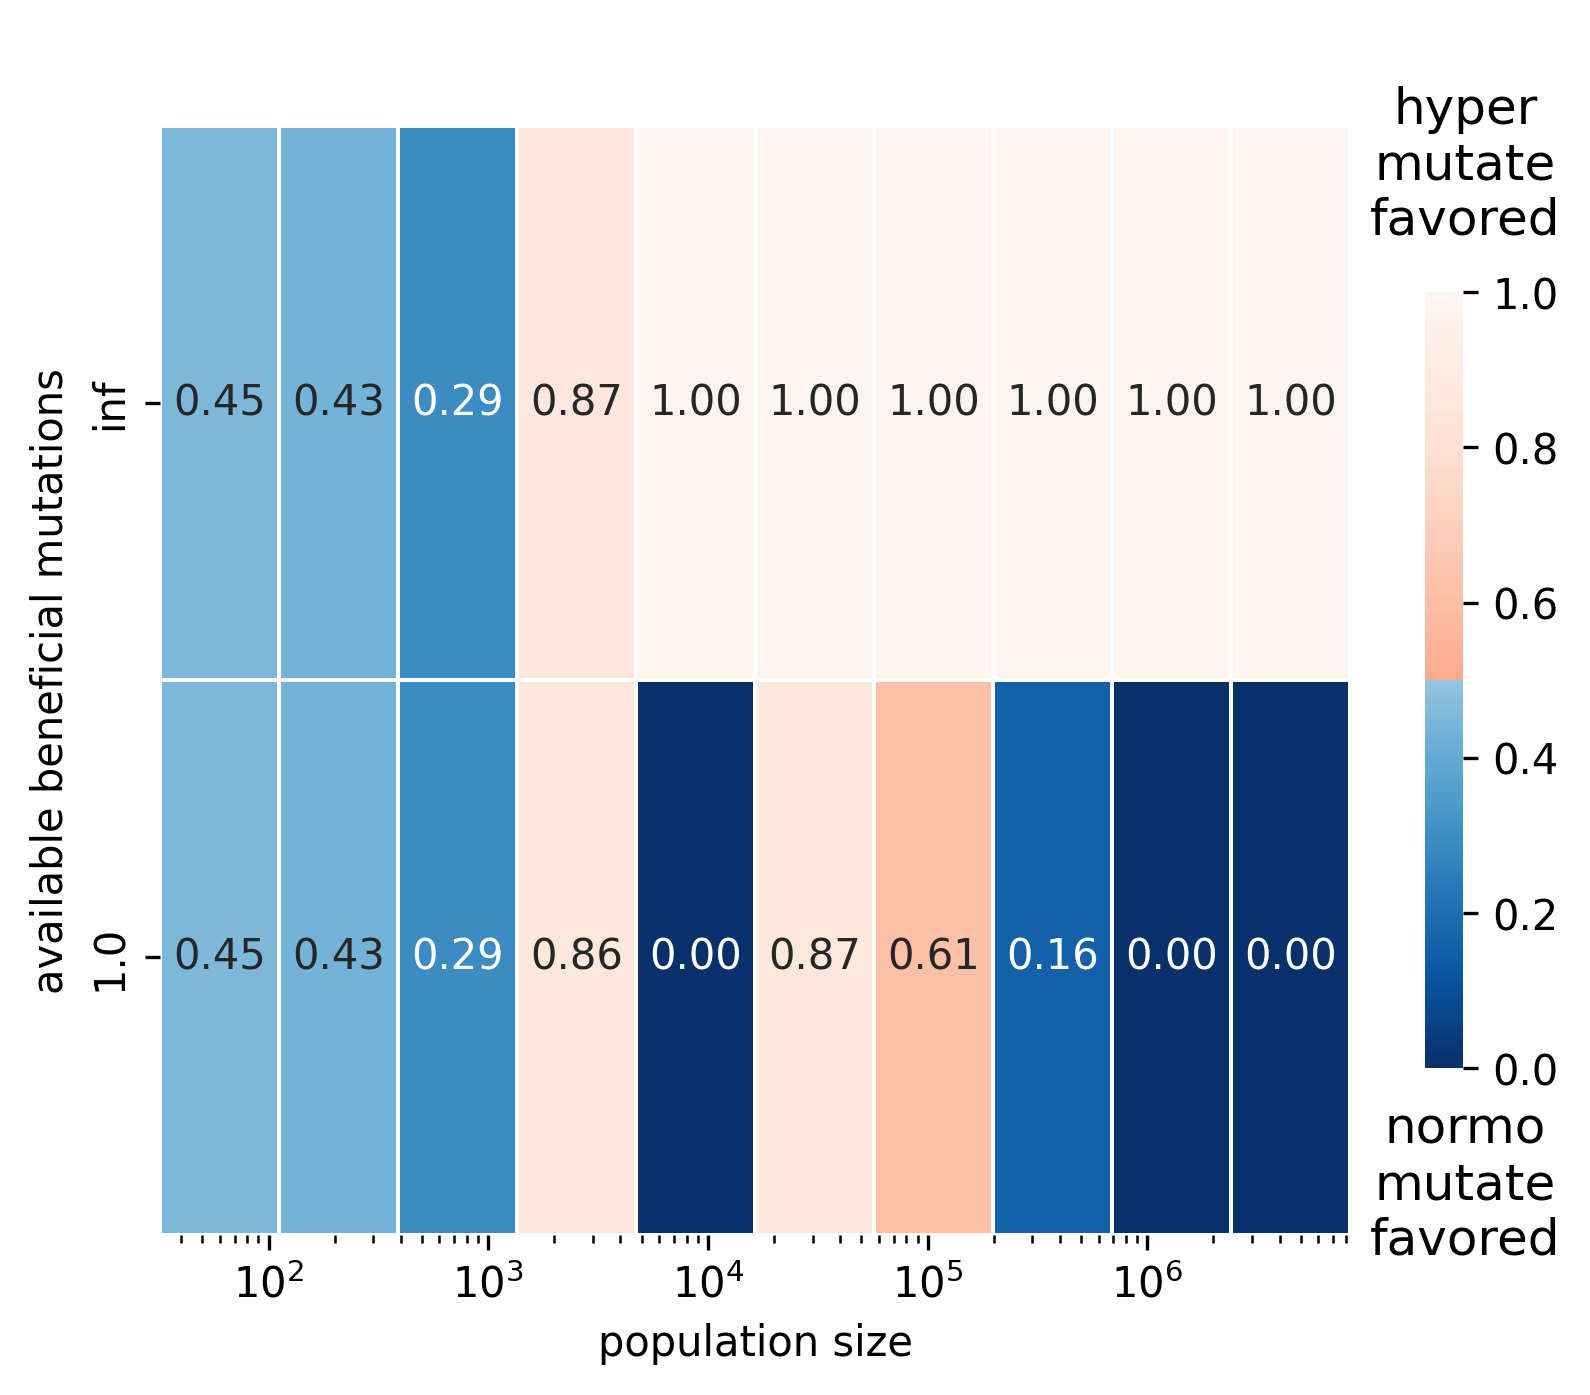 hyper
mutate
favored
available beneficial mutations
inf
0.45 0.43 0.29 0.87 1.00 1.00 1.00 1.00 1.00 1.00
1.0
0.45 0.43 0.29 0.86 0.00 0.87 0.61 0.16 0.00 0.00
1.0
0.8
0.6
0.4
0.2
0.0
normo
mutate
favored
10² 10³ 10⁴ 10⁵ 10⁶
population size